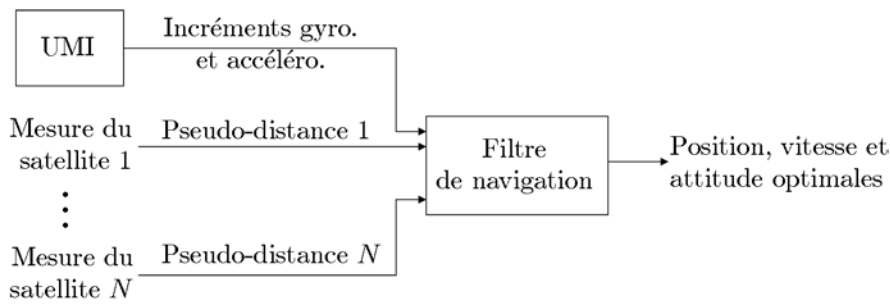 UMI
Incréments gyro.
et accéléro.
Mesure du
satellite 1
Pseudo-distance 1
Filtre
de navigation
Position, vitesse et
attitude optimales
Mesure du
satellite N
Pseudo-distance N